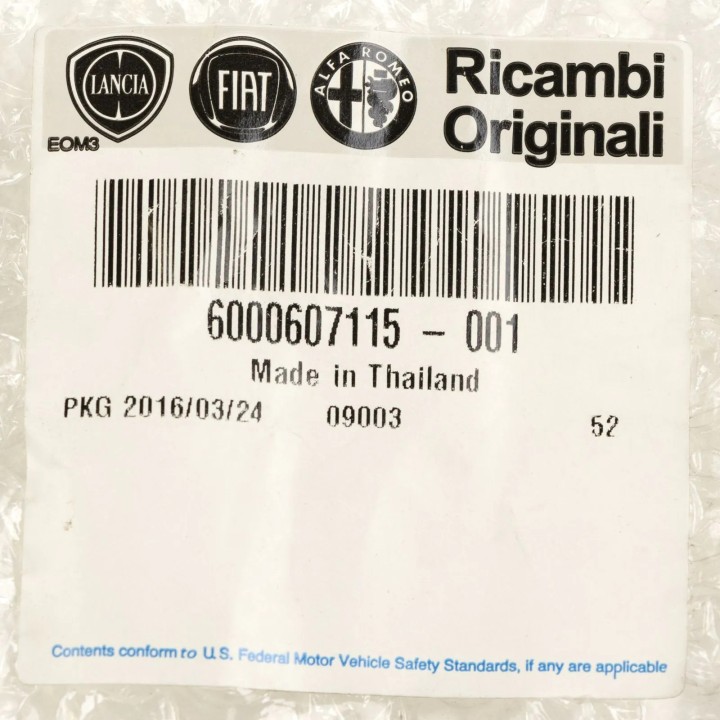 LANCIA FIAT ALFA ROMEO Ricambi
Originali
EOM3
6000607115 - 001
Made in Thailand
PKG 2016/03/24 09003 52
Contents conform to U.S. Federal Motor Vehicle Safety Standards, if any are applicable